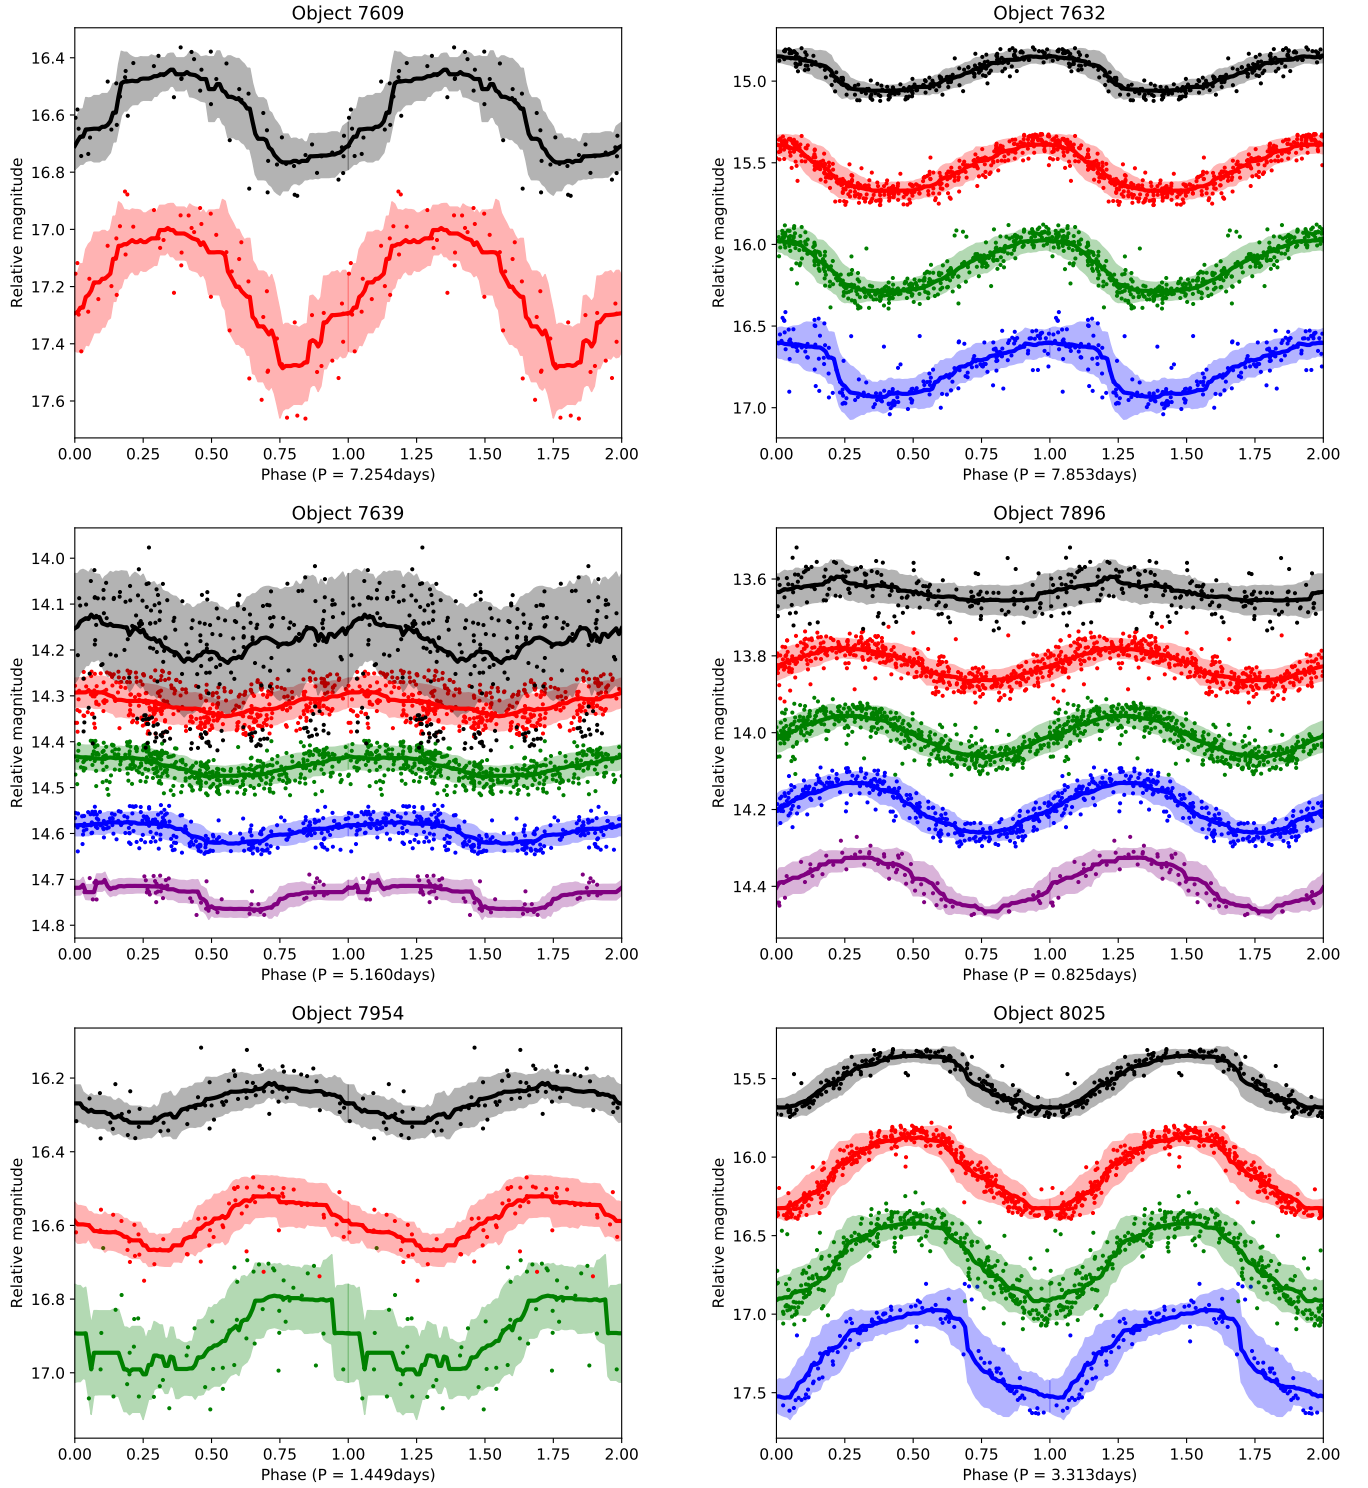 Object 7609
16.4
16.6
16.8
17.0
17.2
17.4
17.6
Relative magnitude
0.00 0.25 0.50 0.75 1.00 1.25 1.50 1.75 2.00
Phase (P = 7.254days)
Object 7632
15.0
15.5
16.0
16.5
17.0
Relative magnitude
0.00 0.25 0.50 0.75 1.00 1.25 1.50 1.75 2.00
Phase (P = 7.853days)
Object 7639
14.0
14.1
14.2
14.3
14.4
14.5
14.6
14.7
14.8
Relative magnitude
0.00 0.25 0.50 0.75 1.00 1.25 1.50 1.75 2.00
Phase (P = 5.160days)
Object 7896
13.6
13.8
14.0
14.2
14.4
Relative magnitude
0.00 0.25 0.50 0.75 1.00 1.25 1.50 1.75 2.00
Phase (P = 0.825days)
Object 7954
16.2
16.4
16.6
16.8
17.0
Relative magnitude
0.00 0.25 0.50 0.75 1.00 1.25 1.50 1.75 2.00
Phase (P = 1.449days)
Object 8025
15.5
16.0
16.5
17.0
17.5
Relative magnitude
0.00 0.25 0.50 0.75 1.00 1.25 1.50 1.75 2.00
Phase (P = 3.313days)